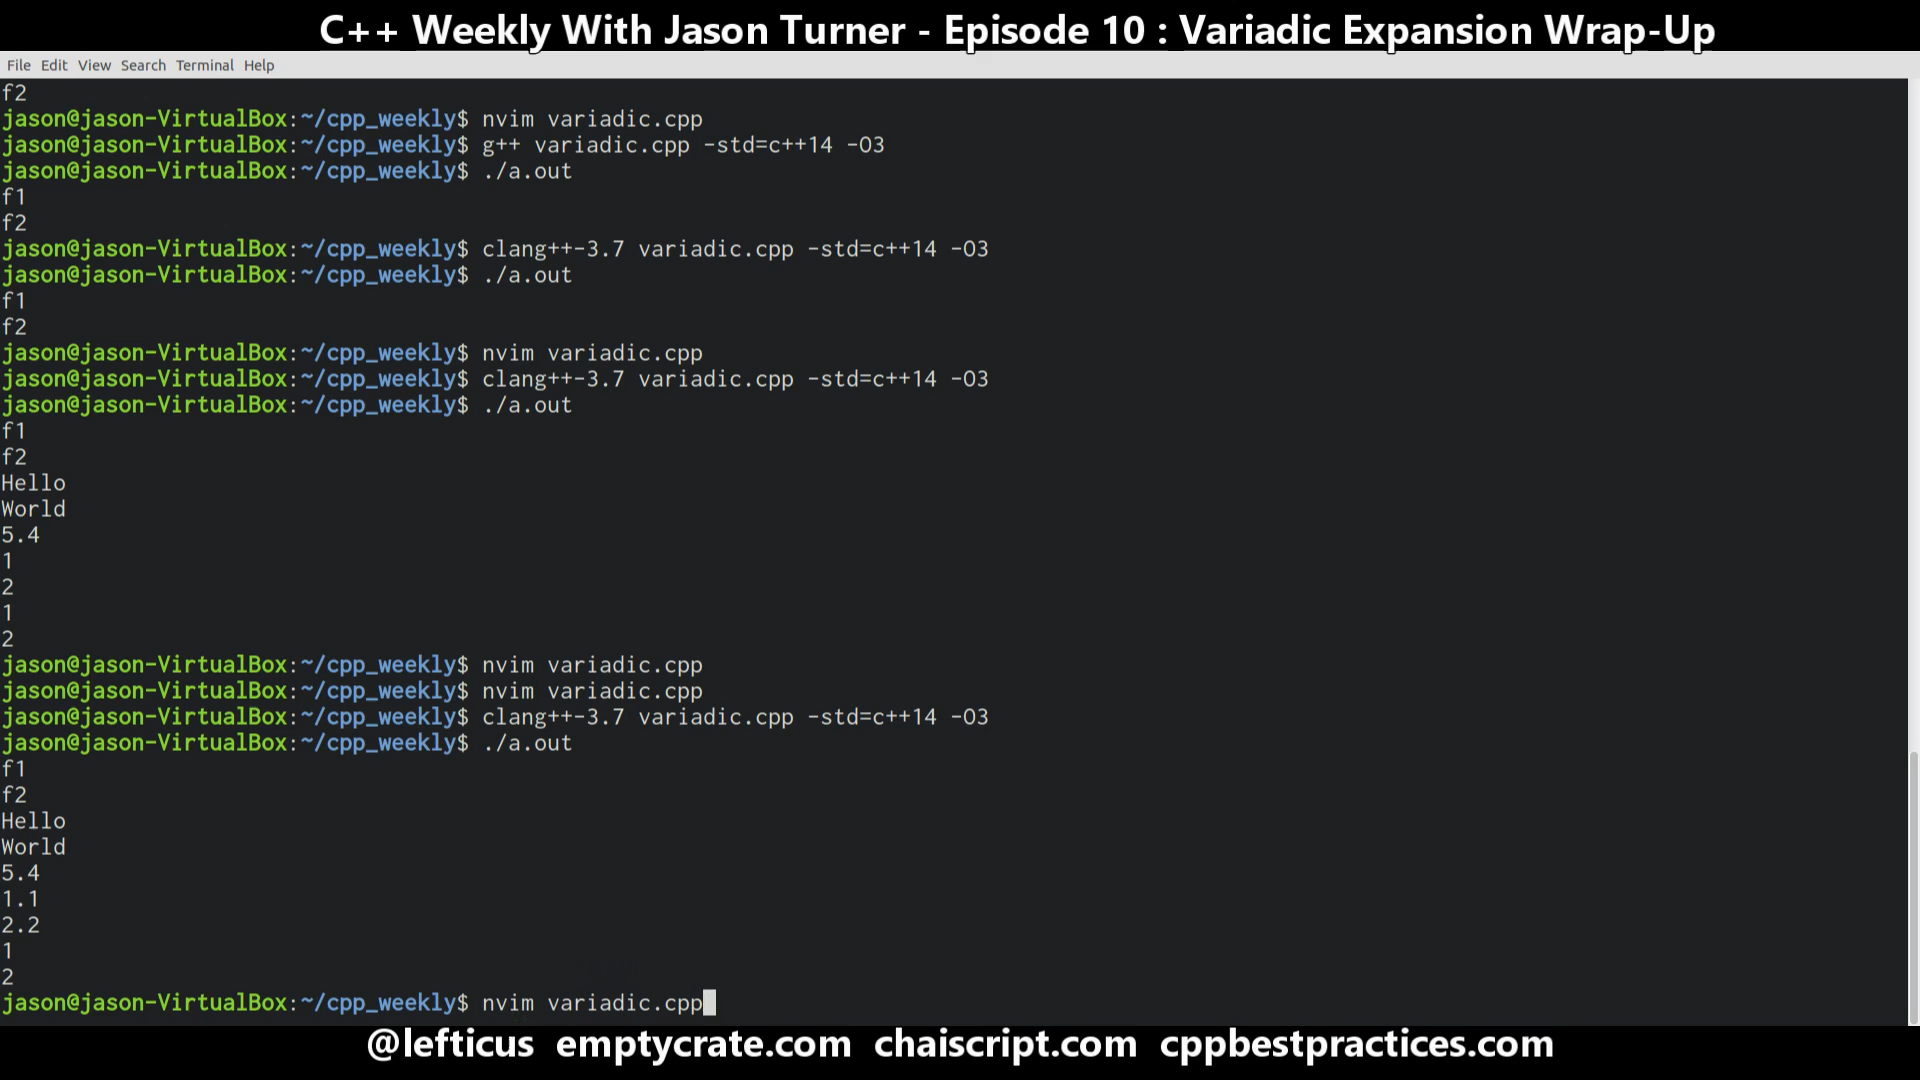 C++ Weekly With Jason Turner - Episode 10 : Variadic Expansion Wrap-Up
File Edit View Search Terminal Help
f2
jason@jason-VirtualBox:~/cpp_weekly$ nvim variadic.cpp
jason@jason-VirtualBox:~/cpp_weekly$ g++ variadic.cpp -std=c++14 -O3
jason@jason-VirtualBox:~/cpp_weekly$ ./a.out
f1
f2
jason@jason-VirtualBox:~/cpp_weekly$ clang++-3.7 variadic.cpp -std=c++14 -O3
jason@jason-VirtualBox:~/cpp_weekly$ ./a.out
f1
f2
jason@jason-VirtualBox:~/cpp_weekly$ nvim variadic.cpp
jason@jason-VirtualBox:~/cpp_weekly$ clang++-3.7 variadic.cpp -std=c++14 -O3
jason@jason-VirtualBox:~/cpp_weekly$ ./a.out
f1
f2
Hello
World
5.4
1
2
1
2
jason@jason-VirtualBox:~/cpp_weekly$ nvim variadic.cpp
jason@jason-VirtualBox:~/cpp_weekly$ nvim variadic.cpp
jason@jason-VirtualBox:~/cpp_weekly$ clang++-3.7 variadic.cpp -std=c++14 -O3
jason@jason-VirtualBox:~/cpp_weekly$ ./a.out
f1
f2
Hello
World
5.4
1.1
2.2
1
2
jason@jason-VirtualBox:~/cpp_weekly$ nvim variadic.cpp
@lefticus emptycrate.com chaiscript.com cppbestpractices.com